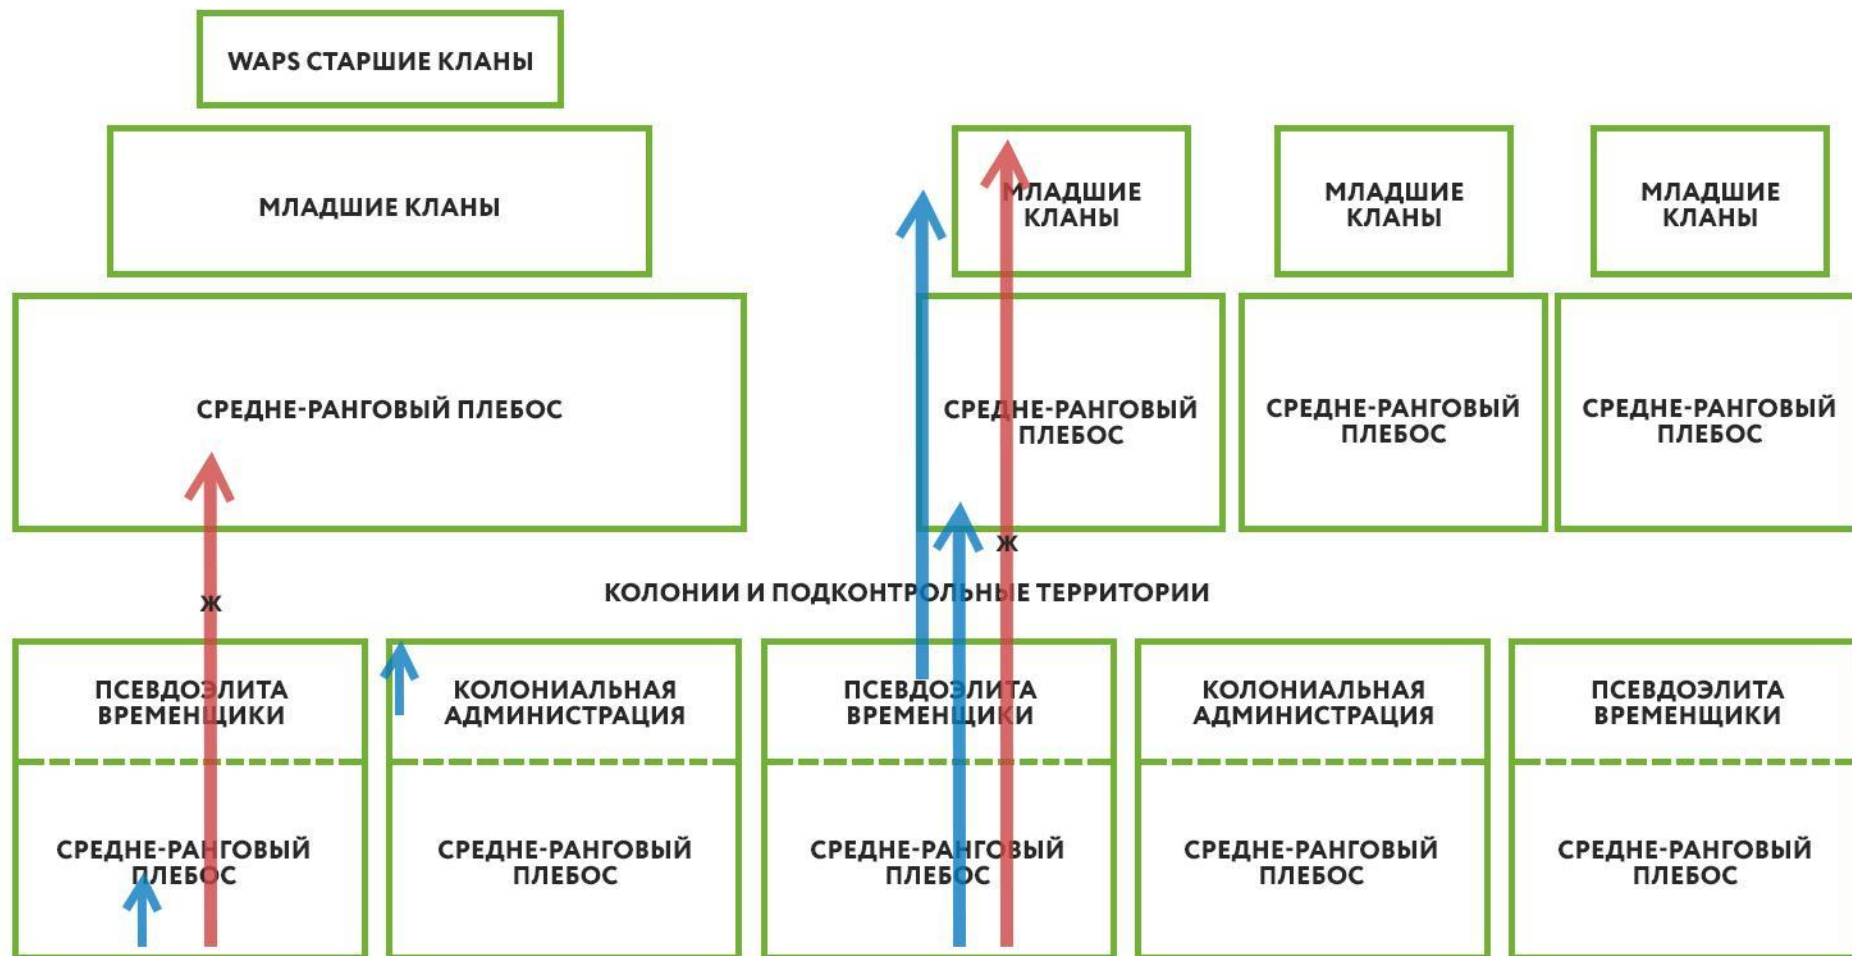 WAPS СТАРШИЕ КЛАНЫ
МЛАДШИЕ КЛАНЫ
МЛАДШИЕ
КЛАНЫ
МЛАДШИЕ
КЛАНЫ
МЛАДШИЕ
КЛАНЫ
СРЕДНЕ-РАНГОВЫЙ ПЛЕБОС
СРЕДНЕ-РАНГОВЫЙ
ПЛЕБОС
СРЕДНЕ-РАНГОВЫЙ
ПЛЕБОС
СРЕДНЕ-РАНГОВЫЙ
ПЛЕБОС
Ж
Ж
КОЛОНИИ И ПОДКОНТРОЛЬНЫЕ ТЕРРИТОРИИ
ПСЕВДОЭЛИТА
ВРЕМЕНЩИКИ
КОЛОНИАЛЬНАЯ
АДМИНИСТРАЦИЯ
ПСЕВДОЭЛИТА
ВРЕМЕНЩИКИ
КОЛОНИАЛЬНАЯ
АДМИНИСТРАЦИЯ
ПСЕВДОЭЛИТА
ВРЕМЕНЩИКИ
СРЕДНЕ-РАНГОВЫЙ
ПЛЕБОС
СРЕДНЕ-РАНГОВЫЙ
ПЛЕБОС
СРЕДНЕ-РАНГОВЫЙ
ПЛЕБОС
СРЕДНЕ-РАНГОВЫЙ
ПЛЕБОС
СРЕДНЕ-РАНГОВЫЙ
ПЛЕБОС